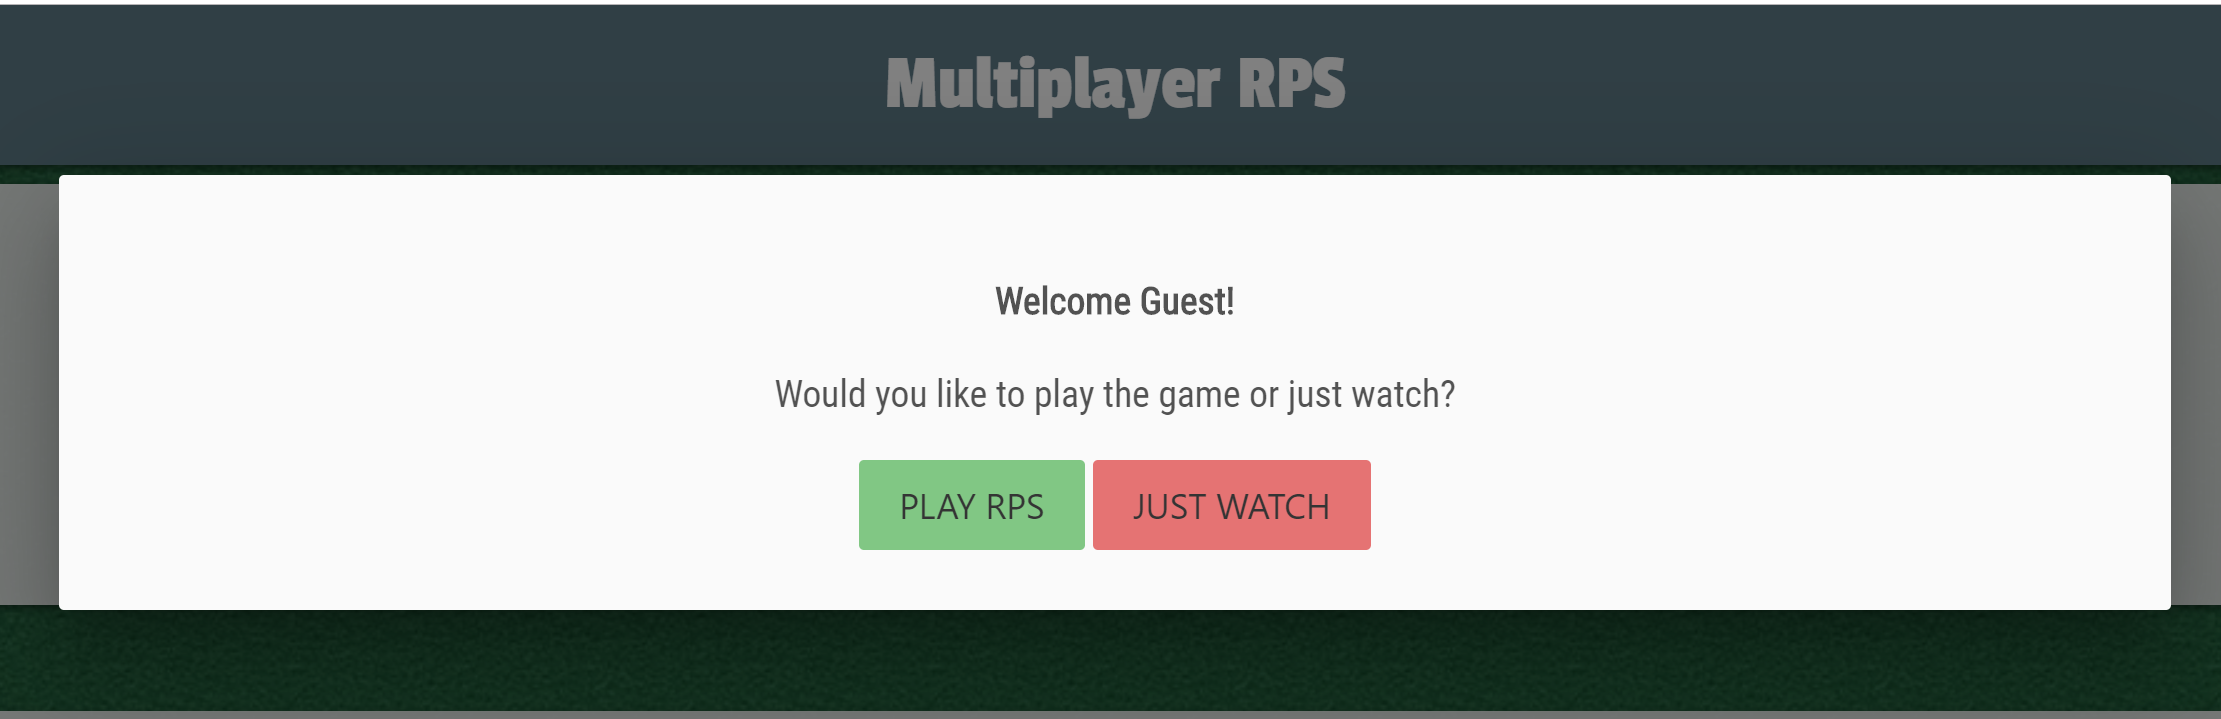 Multiplayer RPS
Welcome Guest!
Would you like to play the game or just watch?
PLAY RPS JUST WATCH